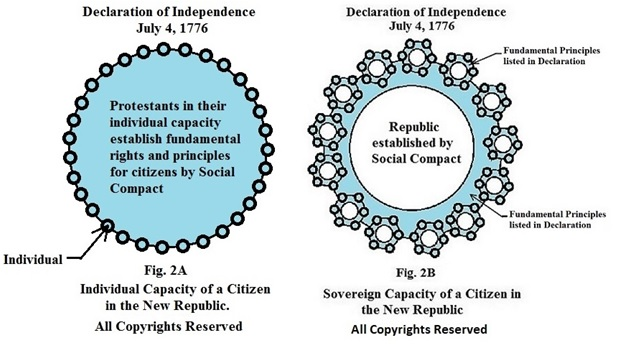 Declaration of Independence
July 4, 1776
Protestants in their
individual capacity
establish fundamental
rights and principles
for citizens by Social
Compact
Individual
Fig. 2A
Individual Capacity of a Citizen
in the New Republic.
All Copyrights Reserved
Declaration of Independence
July 4, 1776
Fundamental Principles
listed in Declaration
Republic
established by
Social Compact
Fundamental Principles
listed in Declaration
Fig. 2B
Sovereign Capacity of a Citizen in
the New Republic
All Copyrights Reserved